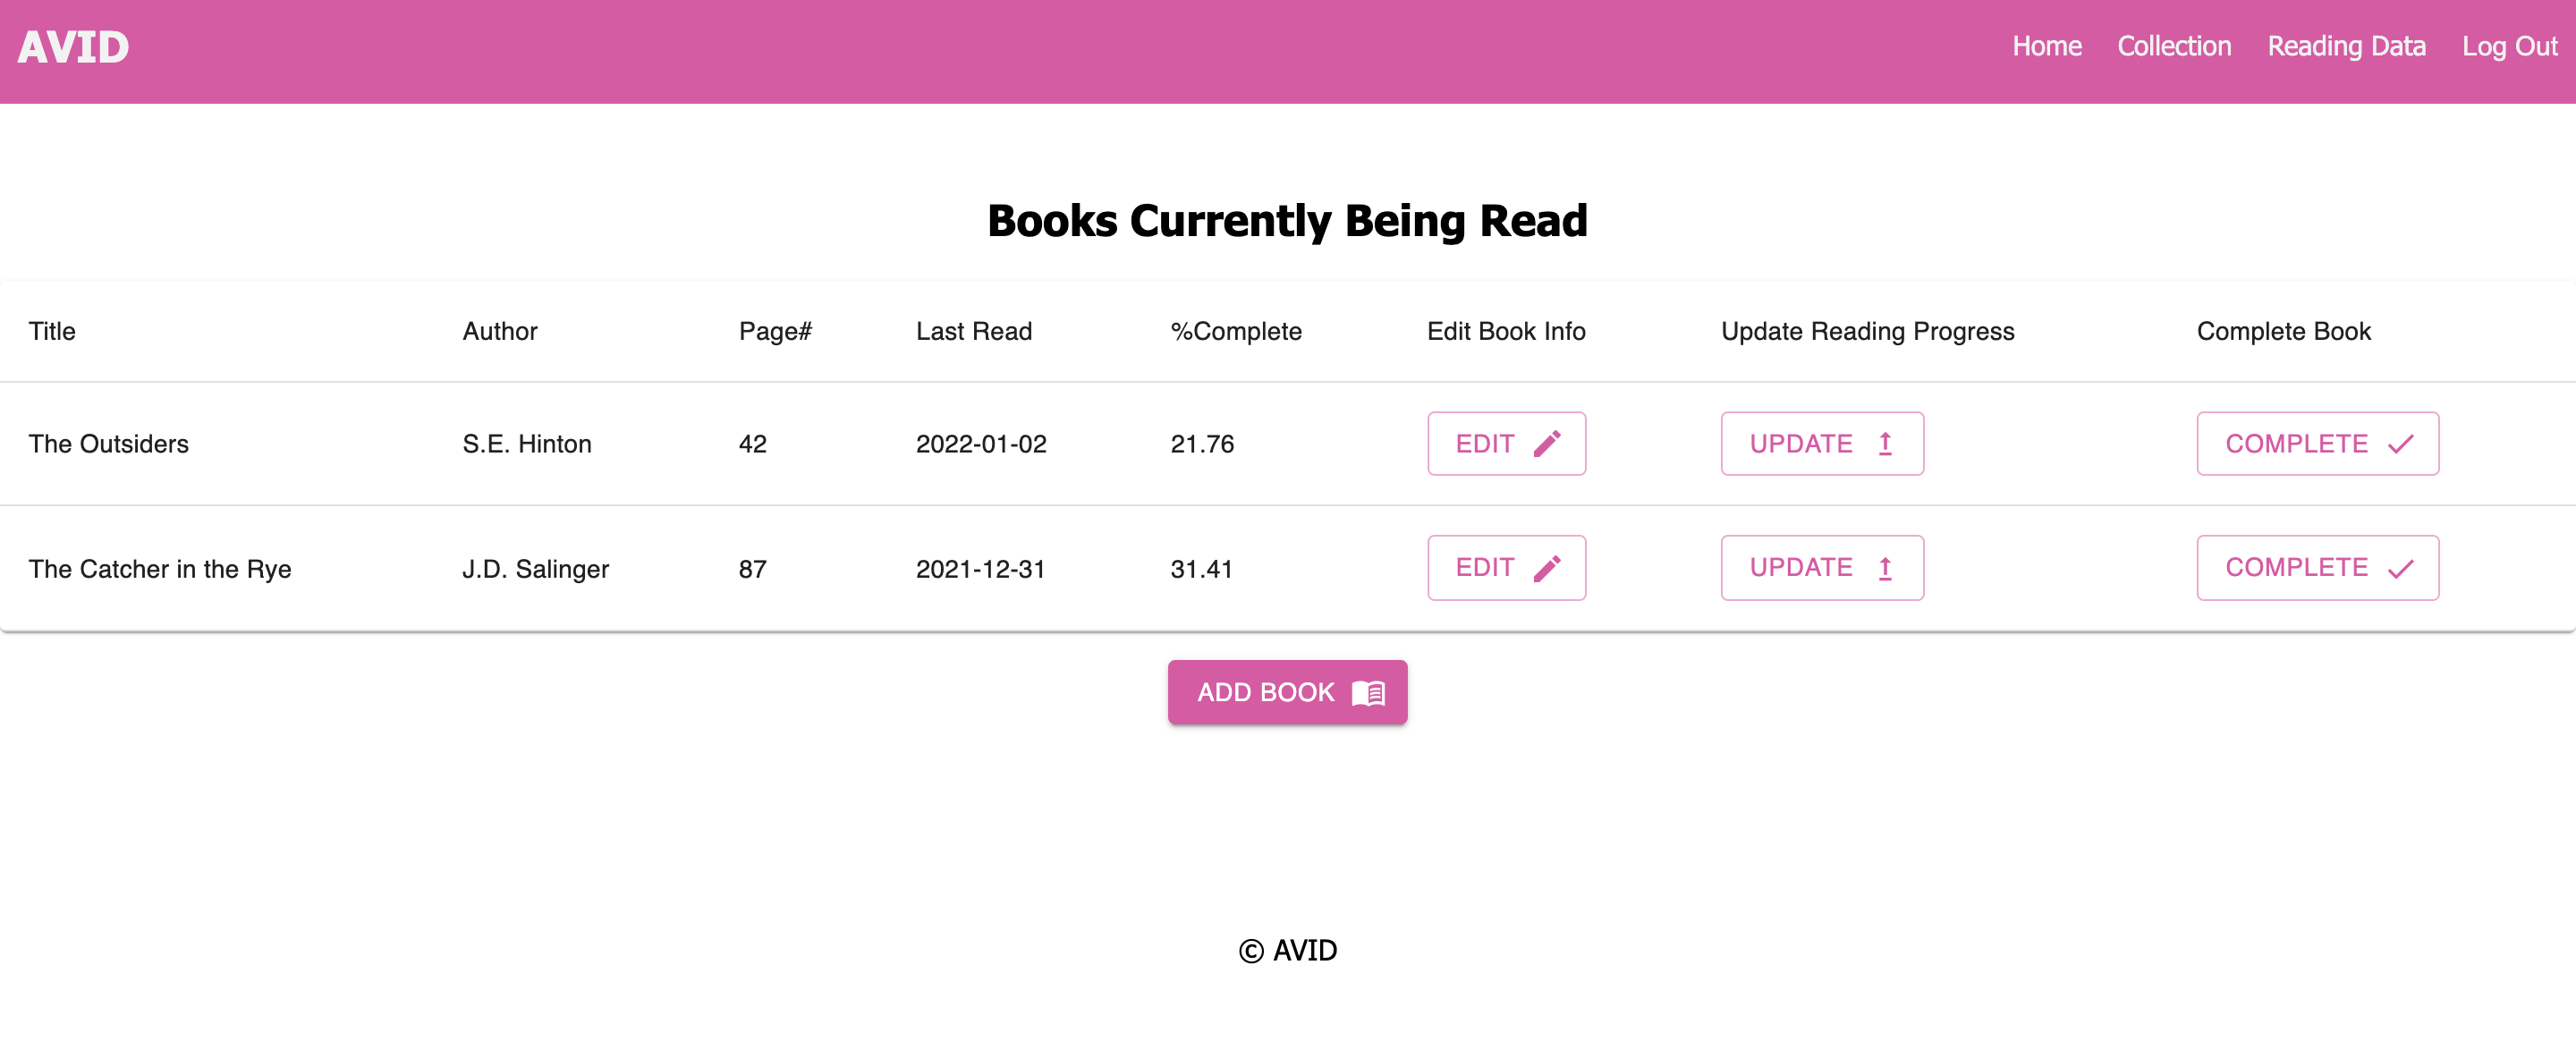 AVID Home Collection Reading Data Log Out
Books Currently Being Read
Title Author Page# Last Read %Complete Edit Book Info Update Reading Progress Complete Book
The Outsiders S.E. Hinton 42 2022-01-02 21.76 EDIT UPDATE COMPLETE
The Catcher in the Rye J.D. Salinger 87 2021-12-31 31.41 EDIT UPDATE COMPLETE
ADD BOOK
© AVID